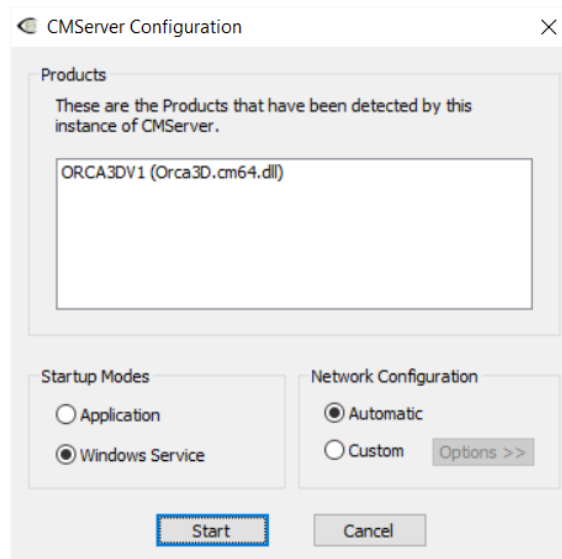 CMServer Configuration
Products
These are the Products that have been detected by this
instance of CMServer.
ORCA3DV1 (Orca3D.cm64.dll)
Startup Modes
Application
Windows Service
Network Configuration
Automatic
Custom
Options >>
Start
Cancel